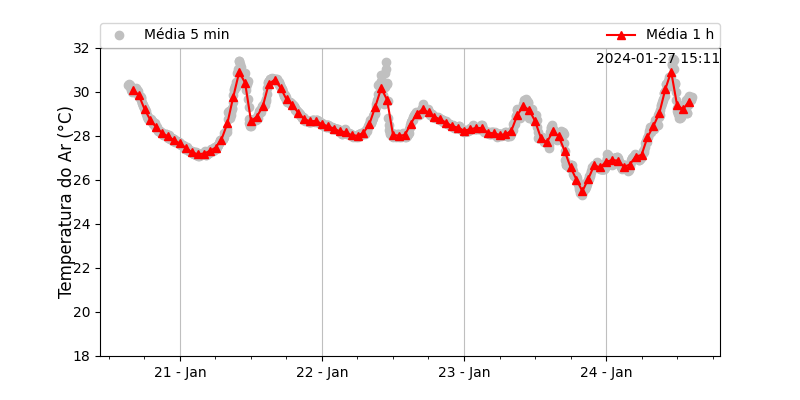 Média 5 min
Média 1 h
2024-01-27 15:11
Temperatura do Ar (°C)
32
30
28
26
24
22
20
18
21 - Jan
22 - Jan
23 - Jan
24 - Jan